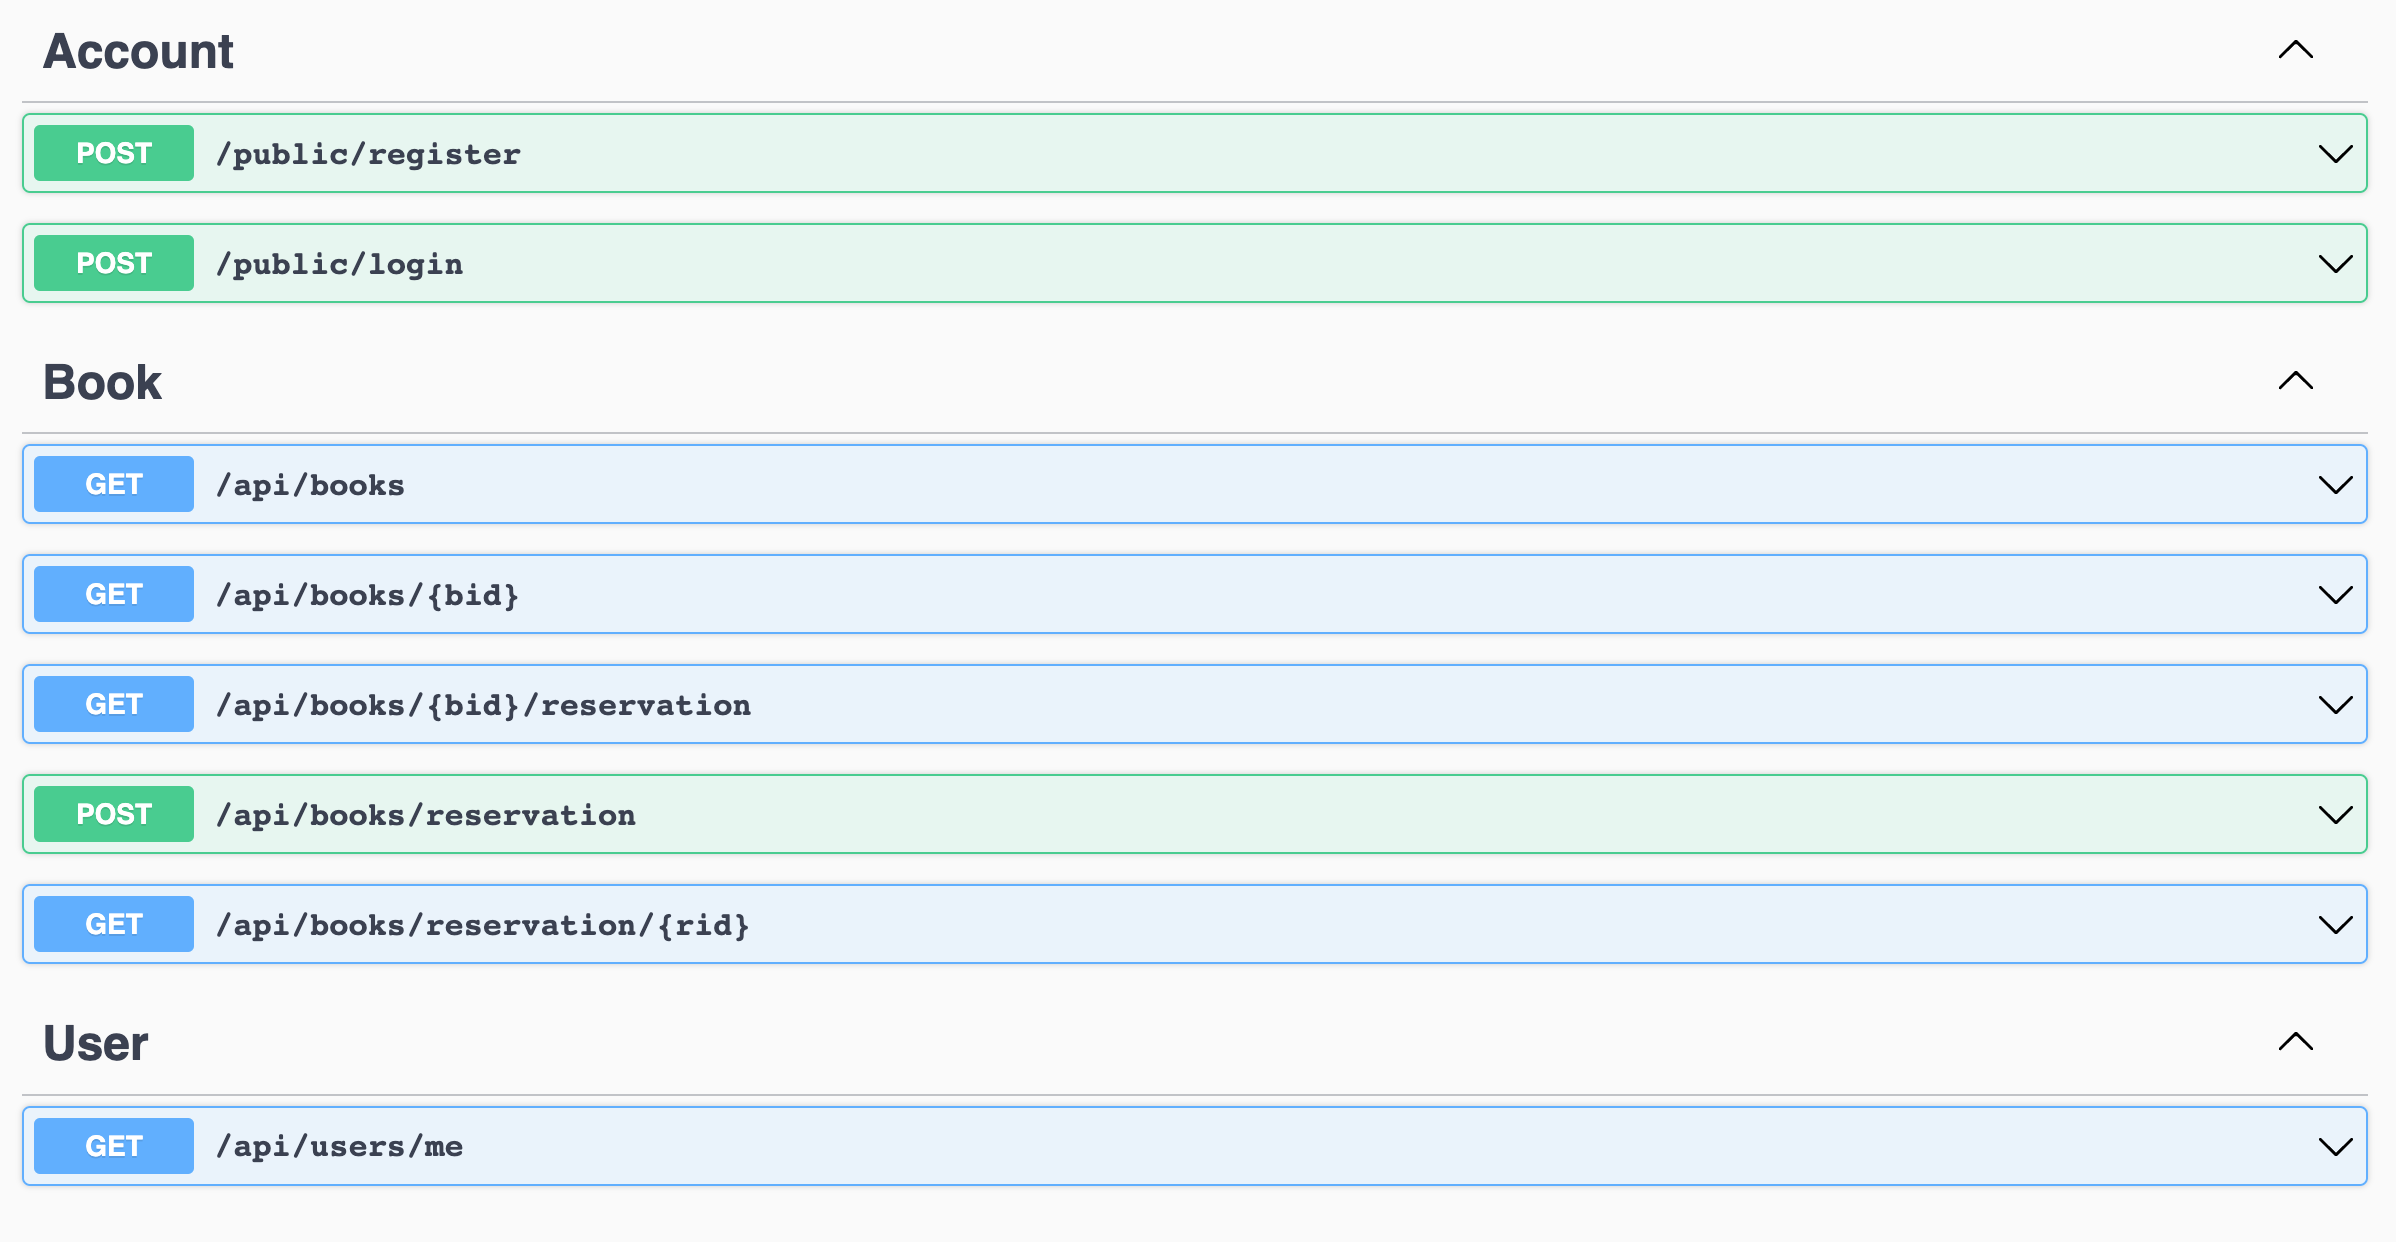 Account
POST /public/register
POST /public/login
Book
GET /api/books
GET /api/books/{bid}
GET /api/books/{bid}/reservation
POST /api/books/reservation
GET /api/books/reservation/{rid}
User
GET /api/users/me